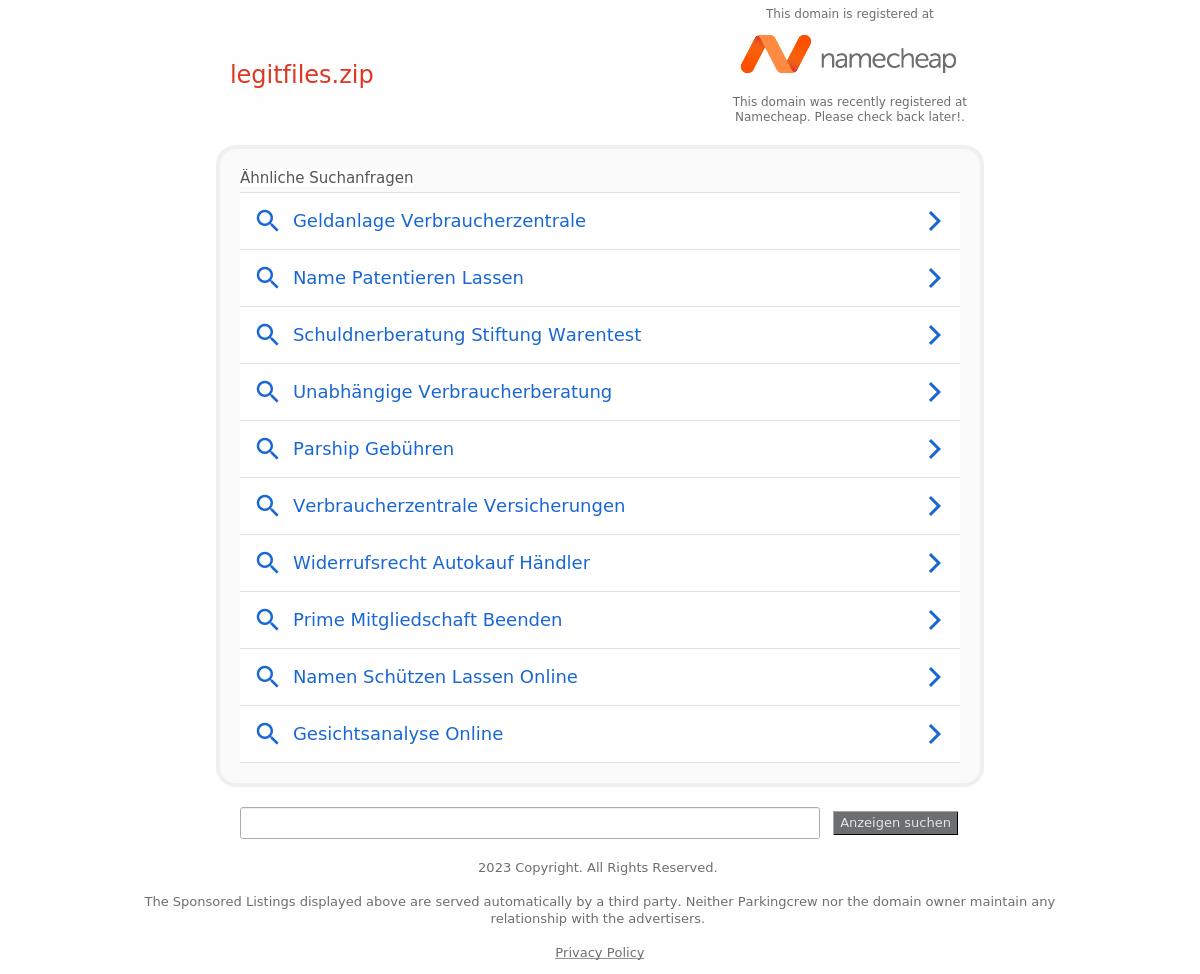 This domain is registered at
namecheap
legitfiles.zip
This domain was recently registered at
Namecheap. Please check back later!.
Ähnliche Suchanfragen
Geldanlage Verbraucherzentrale
Name Patentieren Lassen
Schuldnerberatung Stiftung Warentest
Unabhängige Verbraucherberatung
Parship Gebühren
Verbraucherzentrale Versicherungen
Widerrufsrecht Autokauf Händler
Prime Mitgliedschaft Beenden
Namen Schützen Lassen Online
Gesichtsanalyse Online
Anzeigen suchen
2023 Copyright. All Rights Reserved.
The Sponsored Listings displayed above are served automatically by a third party. Neither Parkingcrew nor the domain owner maintain any
relationship with the advertisers.
Privacy Policy